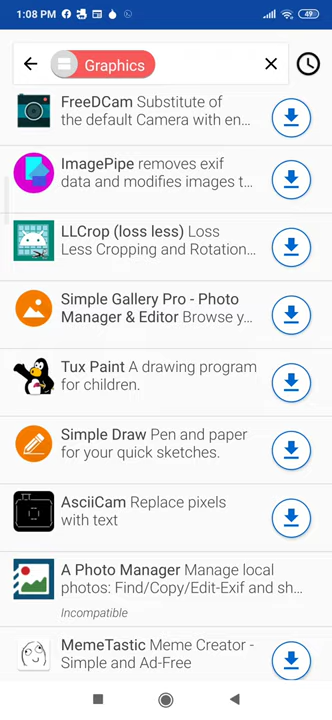 1:08 PM
49
Graphics
FreeDCam Substitute of
the default Camera with en...
ImagePipe removes exif
data and modifies images t...
LLCrop (loss less) Loss
Less Cropping and Rotation...
Simple Gallery Pro - Photo
Manager & Editor Browse y...
Tux Paint A drawing program
for children.
Simple Draw Pen and paper
for your quick sketches.
AsciiCam Replace pixels
with text
A Photo Manager Manage local
photos: Find/Copy/Edit-Exif and sh...
Incompatible
MemeTastic Meme Creator -
Simple and Ad-Free